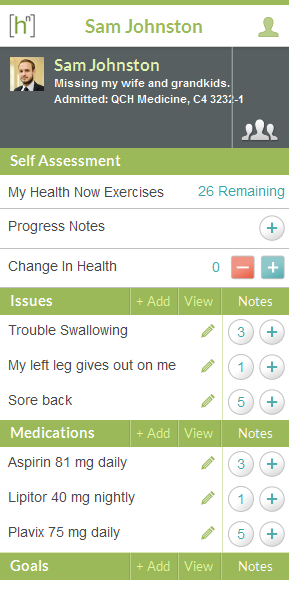 [hn]
Sam Johnston
Sam Johnston
Missing my wife and grandkids.
Admitted: QCH Medicine, C4 3232-1
Self Assessment
My Health Now Exercises 26 Remaining
Progress Notes +
Change In Health 0 − +
Issues + Add View Notes
Trouble Swallowing 3 +
My left leg gives out on me 1 +
Sore back 5 +
Medications + Add View Notes
Aspirin 81 mg daily 3 +
Lipitor 40 mg nightly 1 +
Plavix 75 mg daily 5 +
Goals + Add View Notes